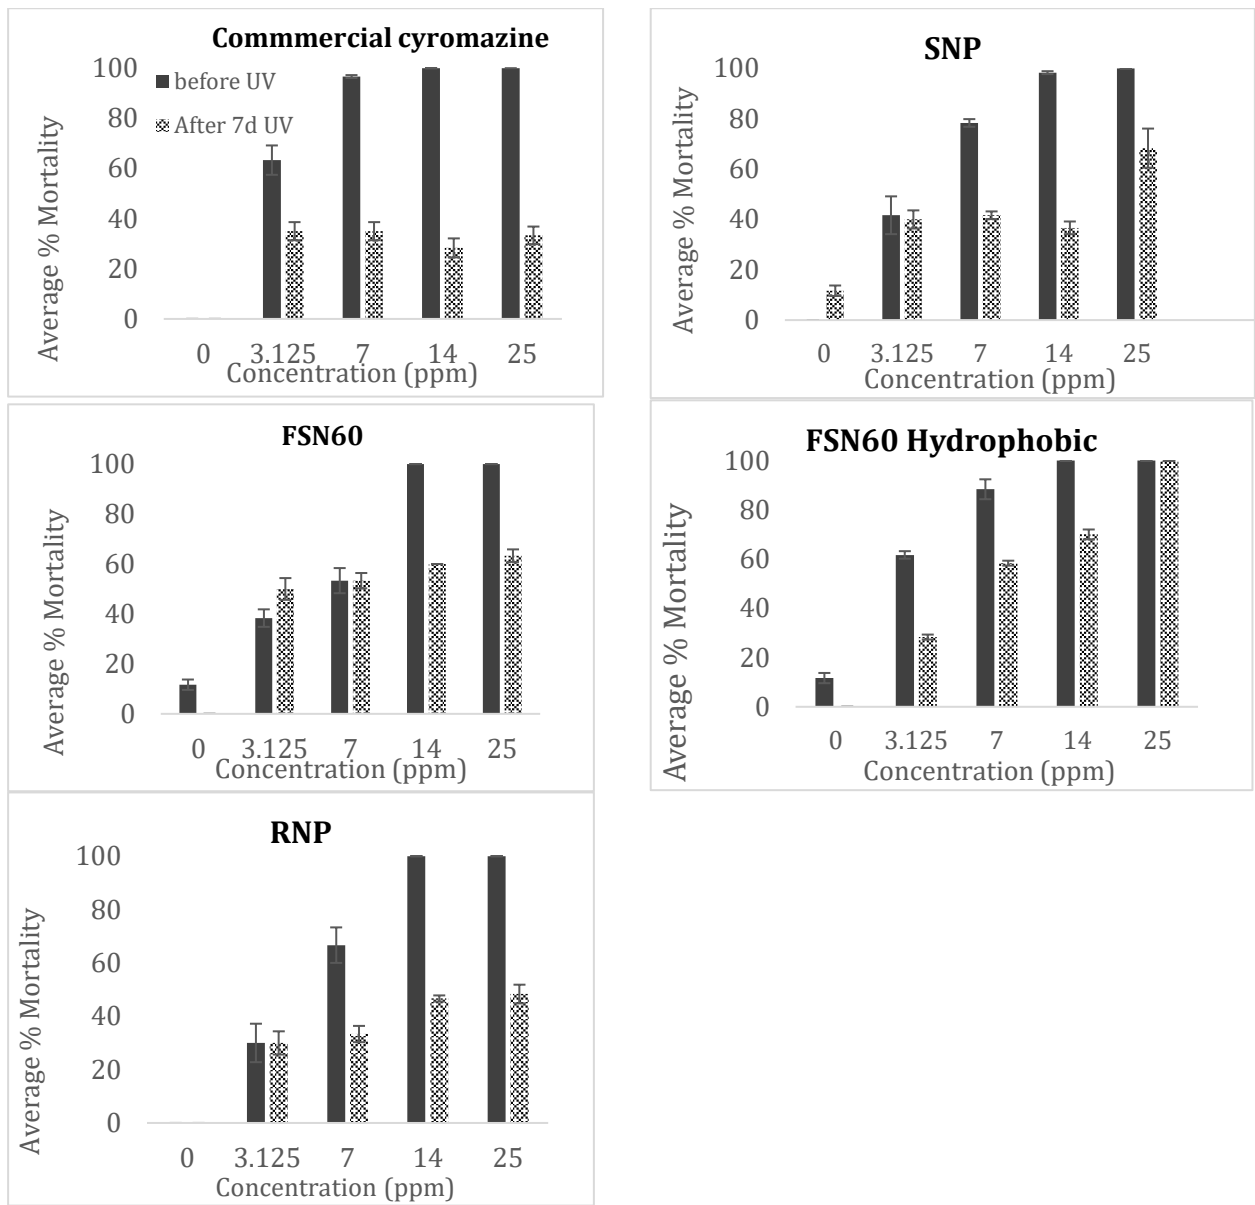 Commmercial cyromazine
before UV
After 7d UV
Average % Mortality
100
80
60
40
20
0
0 3.125 7 14 25
Concentration (ppm)
SNP
Average % Mortality
100
80
60
40
20
0
0 3.125 7 14 25
Concentration (ppm)
FSN60
Average % Mortality
100
80
60
40
20
0
0 3.125 7 14 25
Concentration (ppm)
FSN60 Hydrophobic
Average % Mortality
100
80
60
40
20
0
0 3.125 7 14 25
Concentration (ppm)
RNP
Average % Mortality
100
80
60
40
20
0
0 3.125 7 14 25
Concentration (ppm)